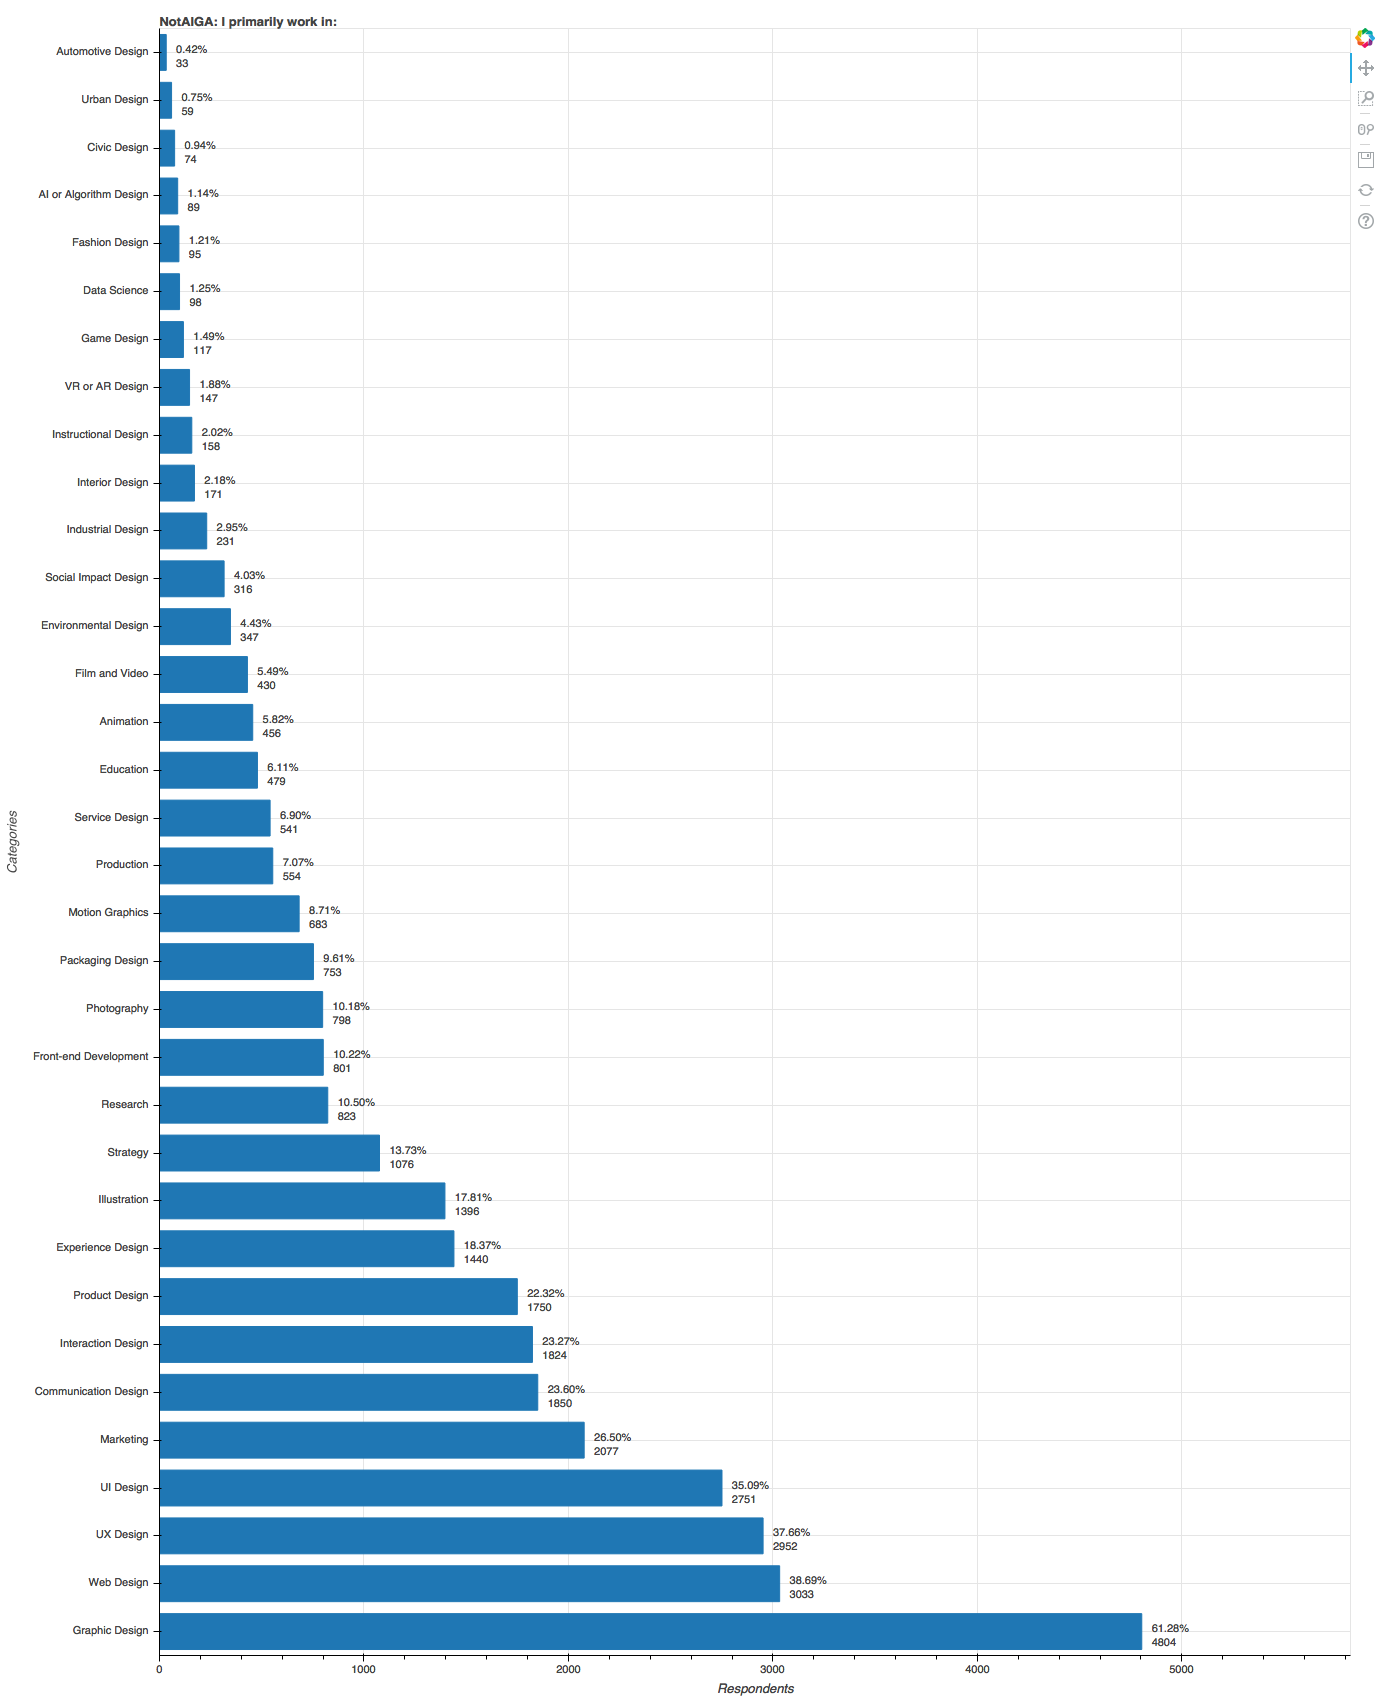 NotAIGA: I primarily work in:
Automotive Design
0.42%
33
Urban Design
0.75%
59
Civic Design
0.94%
74
AI or Algorithm Design
1.14%
89
Fashion Design
1.21%
95
Data Science
1.25%
98
Game Design
1.49%
117
VR or AR Design
1.88%
147
Instructional Design
2.02%
158
Interior Design
2.18%
171
Industrial Design
2.95%
231
Social Impact Design
4.03%
316
Environmental Design
4.43%
347
Film and Video
5.49%
430
Animation
5.82%
456
Education
6.11%
479
Service Design
6.90%
541
Production
7.07%
554
Motion Graphics
8.71%
683
Packaging Design
9.61%
753
Photography
10.18%
798
Front-end Development
10.22%
801
Research
10.50%
823
Strategy
13.73%
1076
Illustration
17.81%
1396
Experience Design
18.37%
1440
Product Design
22.32%
1750
Interaction Design
23.27%
1824
Communication Design
23.60%
1850
Marketing
26.50%
2077
UI Design
35.09%
2751
UX Design
37.66%
2952
Web Design
38.69%
3033
Graphic Design
61.28%
4804
Categories
0 1000 2000 3000 4000 5000
Respondents